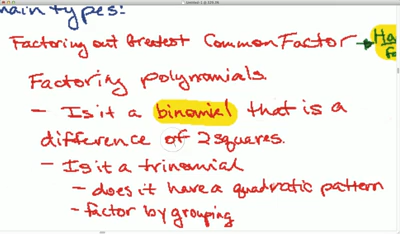 main types:
Factoring out Greatest Common Factor → Ha
Factoring polynomials.
- Is it a binomial that is a
difference of 2 squares.
- Is it a trinomial
- does it have a quadratic pattern
- factor by grouping